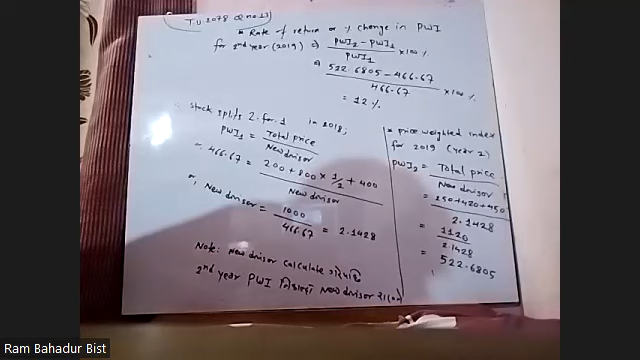 T.U 2078 (Q.no.13)
* Rate of return or % change in PWI
for 2nd year (2019) => PWI2 - PWI1 / PWI1 × 100 %
=> 522.6805 - 466.67 / 466.67 × 100 %
= 12 %
stock splits 2-for-1 in 2018;
PWI1 = Total price / New divisor
466.67 = 200 + 800 × 1/2 + 400 / New divisor
or, New divisor = 1000 / 466.67 = 2.1428
Note: New divisor calculate
2nd year PWI New divisor
* price weighted index
for 2019 (year 2)
PWI2 = Total price / New divisor
= 250+420+450 / 2.1428
= 1120 / 2.1428
= 522.6805
Ram Bahadur Bist